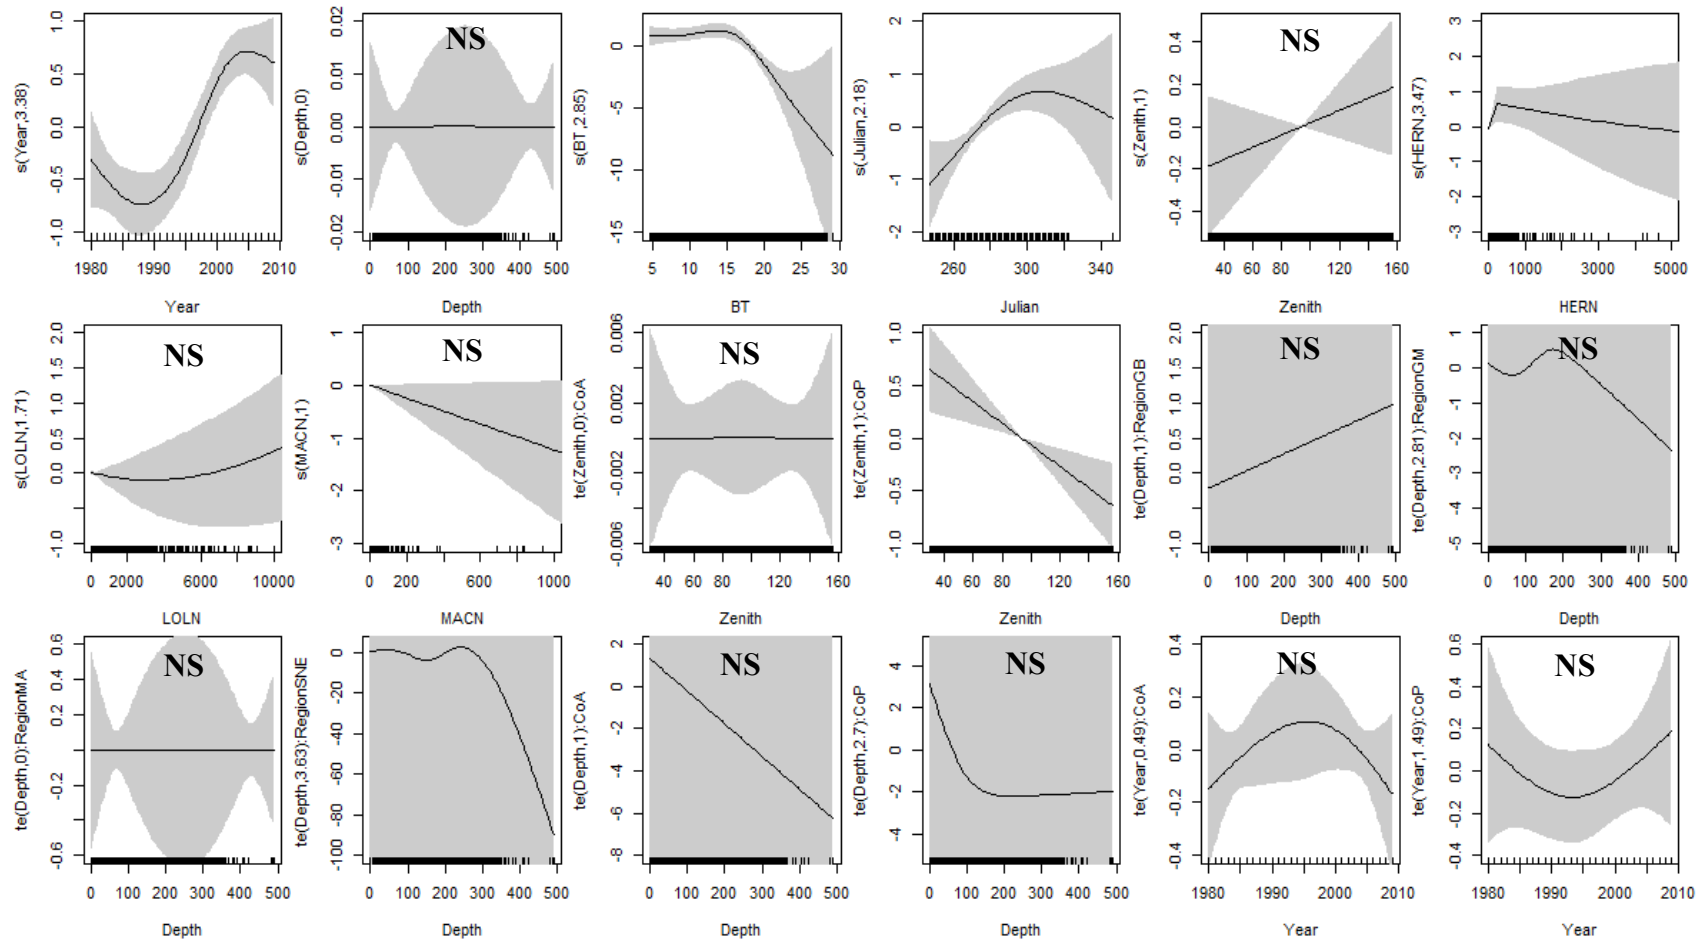 s(Year,3.38)
1.0
0.5
0.0
-0.5
-1.0
1980 1990 2000 2010
Year
s(Depth,0)
0.02
0.01
0.00
-0.01
-0.02
NS
0 100 200 300 400 500
Depth
s(BT,2.85)
0
-5
-10
-15
5 10 15 20 25 30
BT
s(Julian,2.18)
2
1
0
-1
-2
260 300 340
Julian
s(Zenith,1)
0.4
0.2
0.0
-0.2
-0.4
NS
40 80 120 160
Zenith
s(HERN,3.47)
3
2
1
0
-1
-2
-3
0 1000 3000 5000
HERN
s(LOLN,1.71)
2.0
1.5
1.0
0.5
0.0
-1.0
NS
0 2000 6000 10000
LOLN
s(MACN,1)
1
0
-1
-2
-3
NS
0 200 600 1000
MACN
te(Zenith,0):CoA
0.006
0.002
-0.002
-0.006
NS
40 60 80 120 160
Zenith
te(Zenith,1):CoP
1.0
0.5
0.0
-0.5
-1.0
40 60 80 120 160
Zenith
te(Depth,1):RegionGB
2.0
1.5
1.0
0.5
0.0
-1.0
NS
0 100 200 300 400 500
Depth
te(Depth,2.81):RegionGM
1
0
-1
-2
-3
-4
-5
NS
0 100 200 300 400 500
Depth
te(Depth,0):RegionMA
0.6
0.4
0.2
-0.2
-0.6
NS
0 100 200 300 400 500
Depth
te(Depth,3.63):RegionSNE
0
-20
-40
-60
-80
-100
0 100 200 300 400 500
Depth
te(Depth,1):CoA
2
0
-2
-4
-6
-8
NS
0 100 200 300 400 500
Depth
te(Depth,2.7):CoP
4
2
0
-2
-4
NS
0 100 200 300 400 500
Depth
te(Year,0.49):CoA
0.4
0.2
0.0
-0.2
-0.4
NS
1980 1990 2000 2010
Year
te(Year,1.49):CoP
0.6
0.4
0.2
0.0
-0.2
-0.4
NS
1980 1990 2000 2010
Year